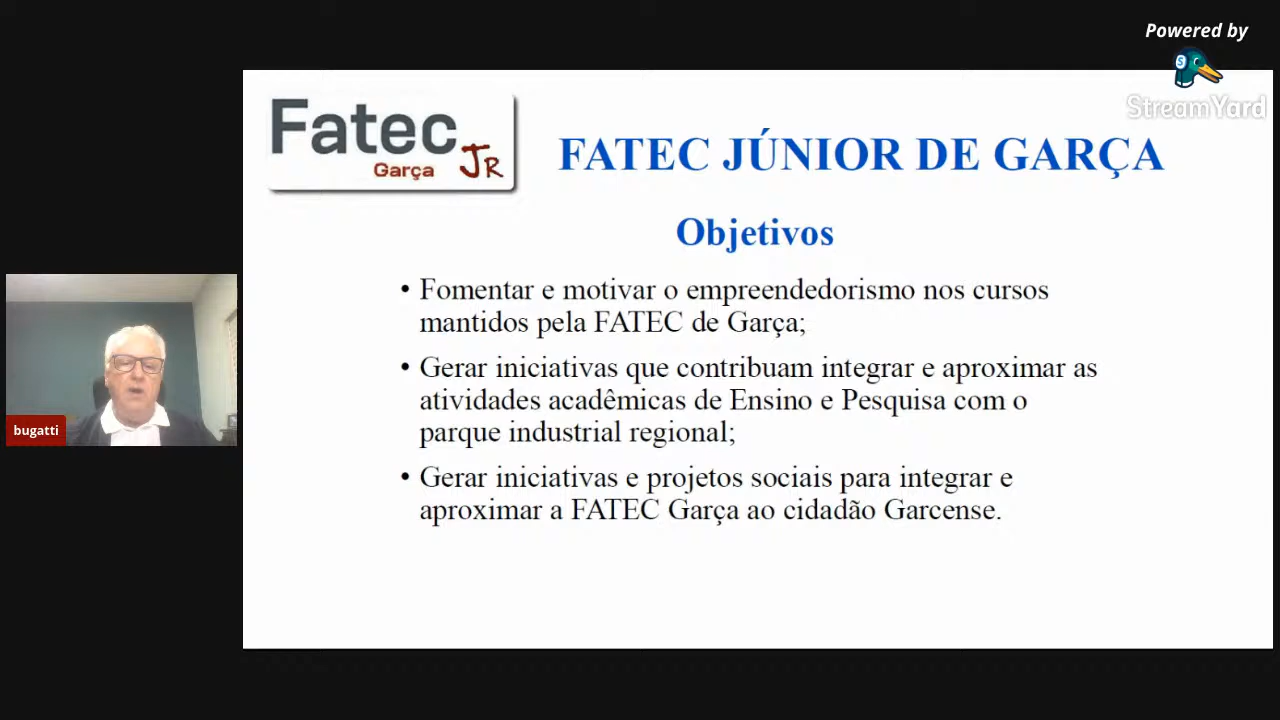 Powered by
StreamYard
Fatec
Garça JR
FATEC JÚNIOR DE GARÇA
Objetivos
• Fomentar e motivar o empreendedorismo nos cursos
mantidos pela FATEC de Garça;
• Gerar iniciativas que contribuam integrar e aproximar as
atividades acadêmicas de Ensino e Pesquisa com o
parque industrial regional;
• Gerar iniciativas e projetos sociais para integrar e
aproximar a FATEC Garça ao cidadão Garcense.
bugatti